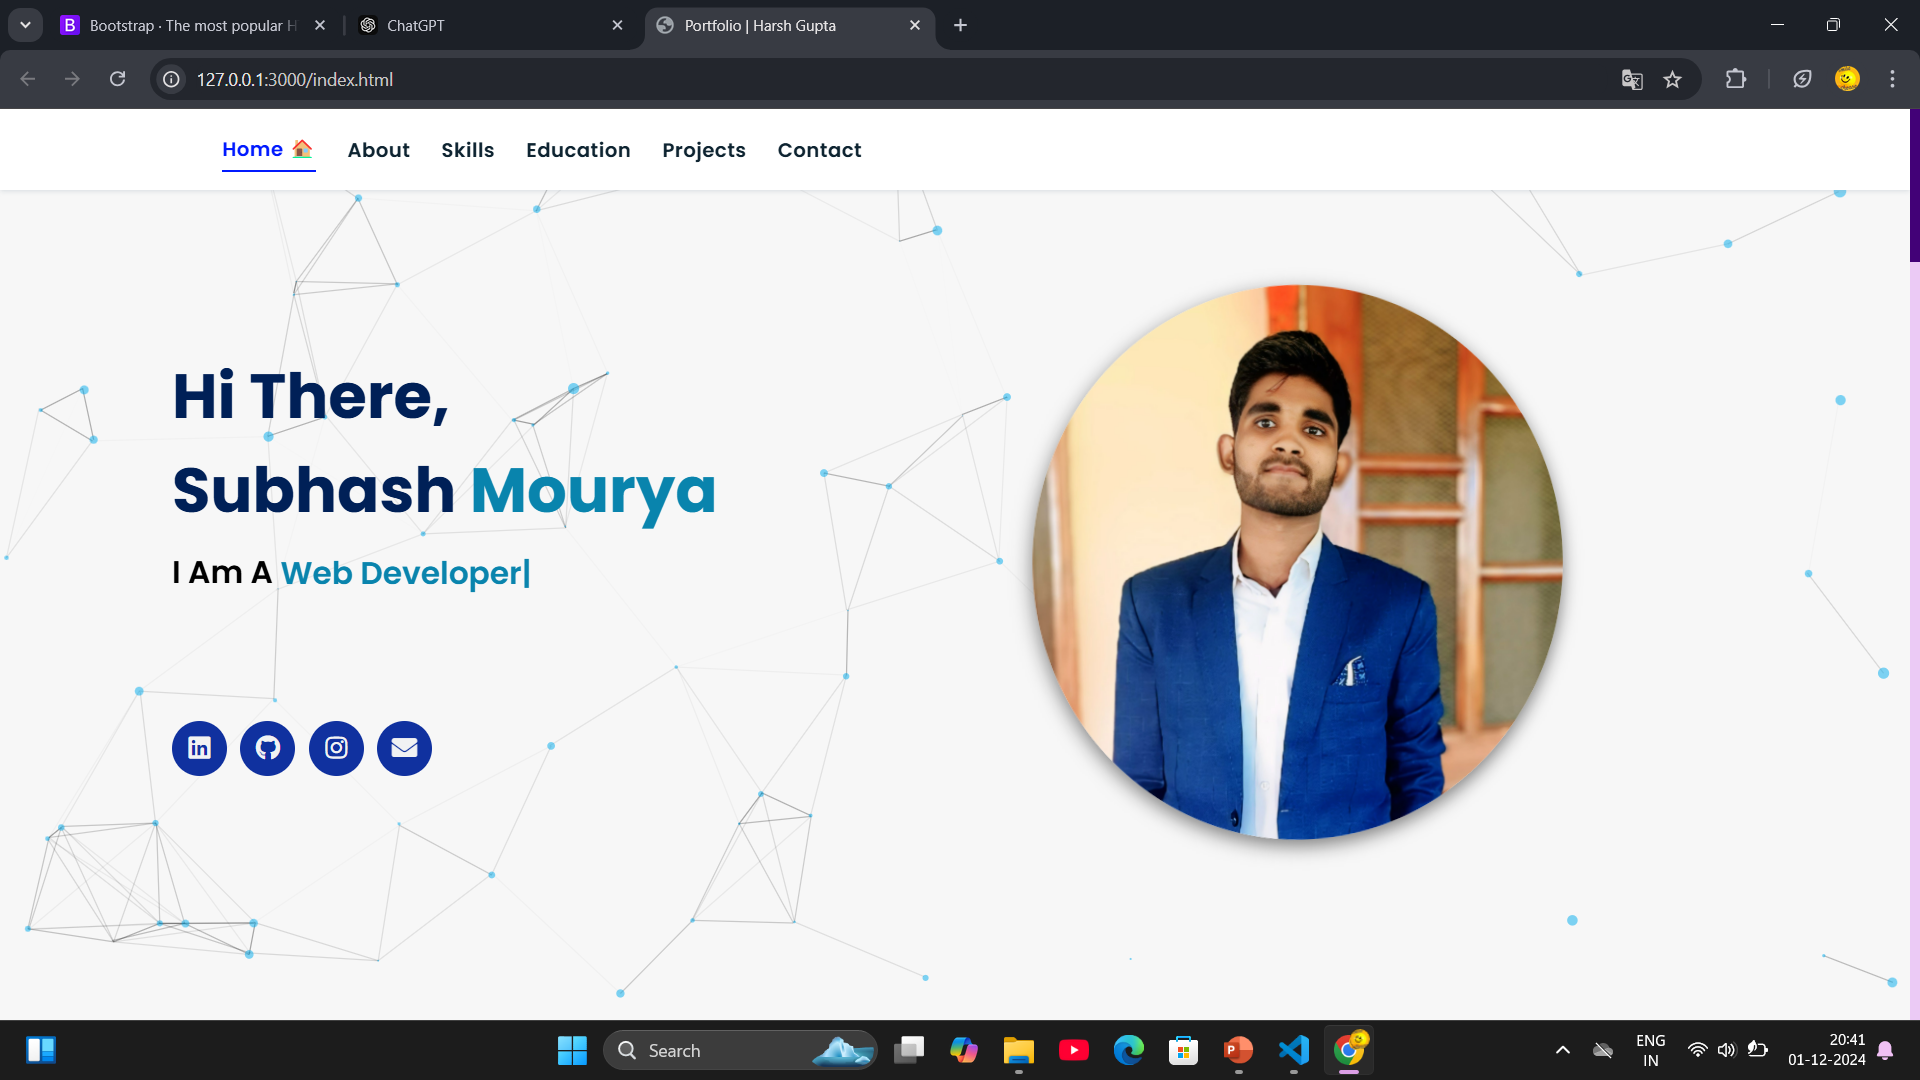 Bootstrap · The most popular H
ChatGPT
Portfolio | Harsh Gupta
127.0.0.1:3000/index.html
Home 🏠 About Skills Education Projects Contact
Hi There,
Subhash Mourya
I Am A Web Developer|
Search
ENG
IN
20:41
01-12-2024